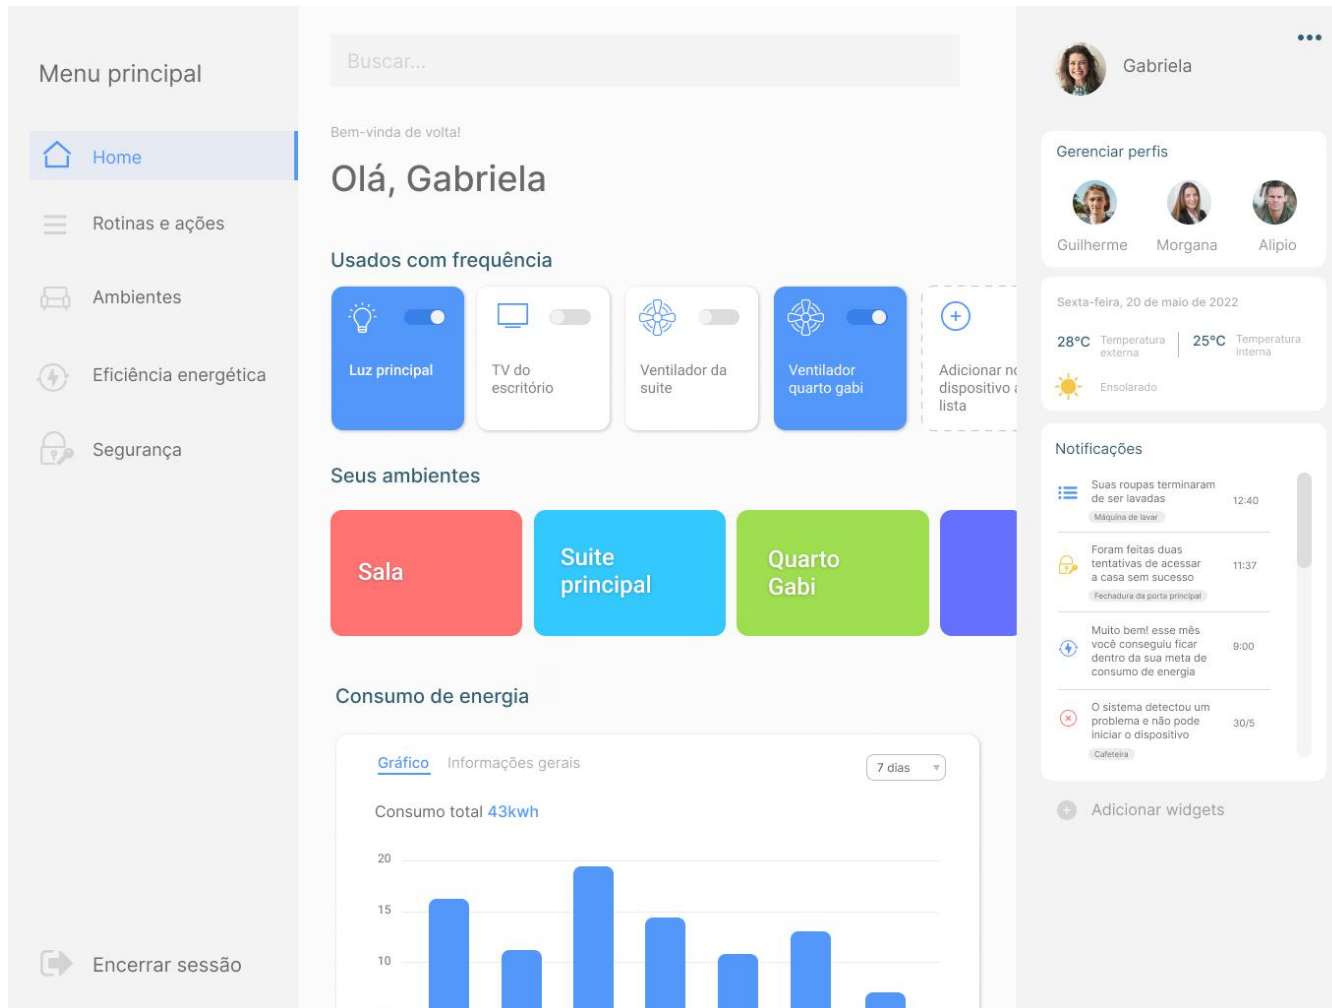 Menu principal
Home
Rotinas e ações
Ambientes
Eficiência energética
Segurança
Encerrar sessão
Buscar...
Bem-vinda de volta!
Olá, Gabriela
Usados com frequência
Luz principal
TV do
escritório
Ventilador da
suite
Ventilador
quarto gabi
Adicionar
dispositivo
lista
Seus ambientes
Sala
Suite
principal
Quarto
Gabi
Consumo de energia
Gráfico Informações gerais
7 dias
Consumo total 43kwh
20
15
10
Gabriela
Gerenciar perfis
Guilherme Morgana Alipio
Sexta-feira, 20 de maio de 2022
28°C Temperatura
externa
25°C Temperatura
interna
Ensolarado
Notificações
Suas roupas terminaram
de ser lavadas
Máquina de lavar
12:40
Foram feitas duas
tentativas de acessar
a casa sem sucesso
Fechadura da porta principal
11:37
Muito bem! esse mês
você conseguiu ficar
dentro da sua meta de
consumo de energia
9:00
O sistema detectou um
problema e não pode
iniciar o dispositivo
Cafeteira
30/5
Adicionar widgets